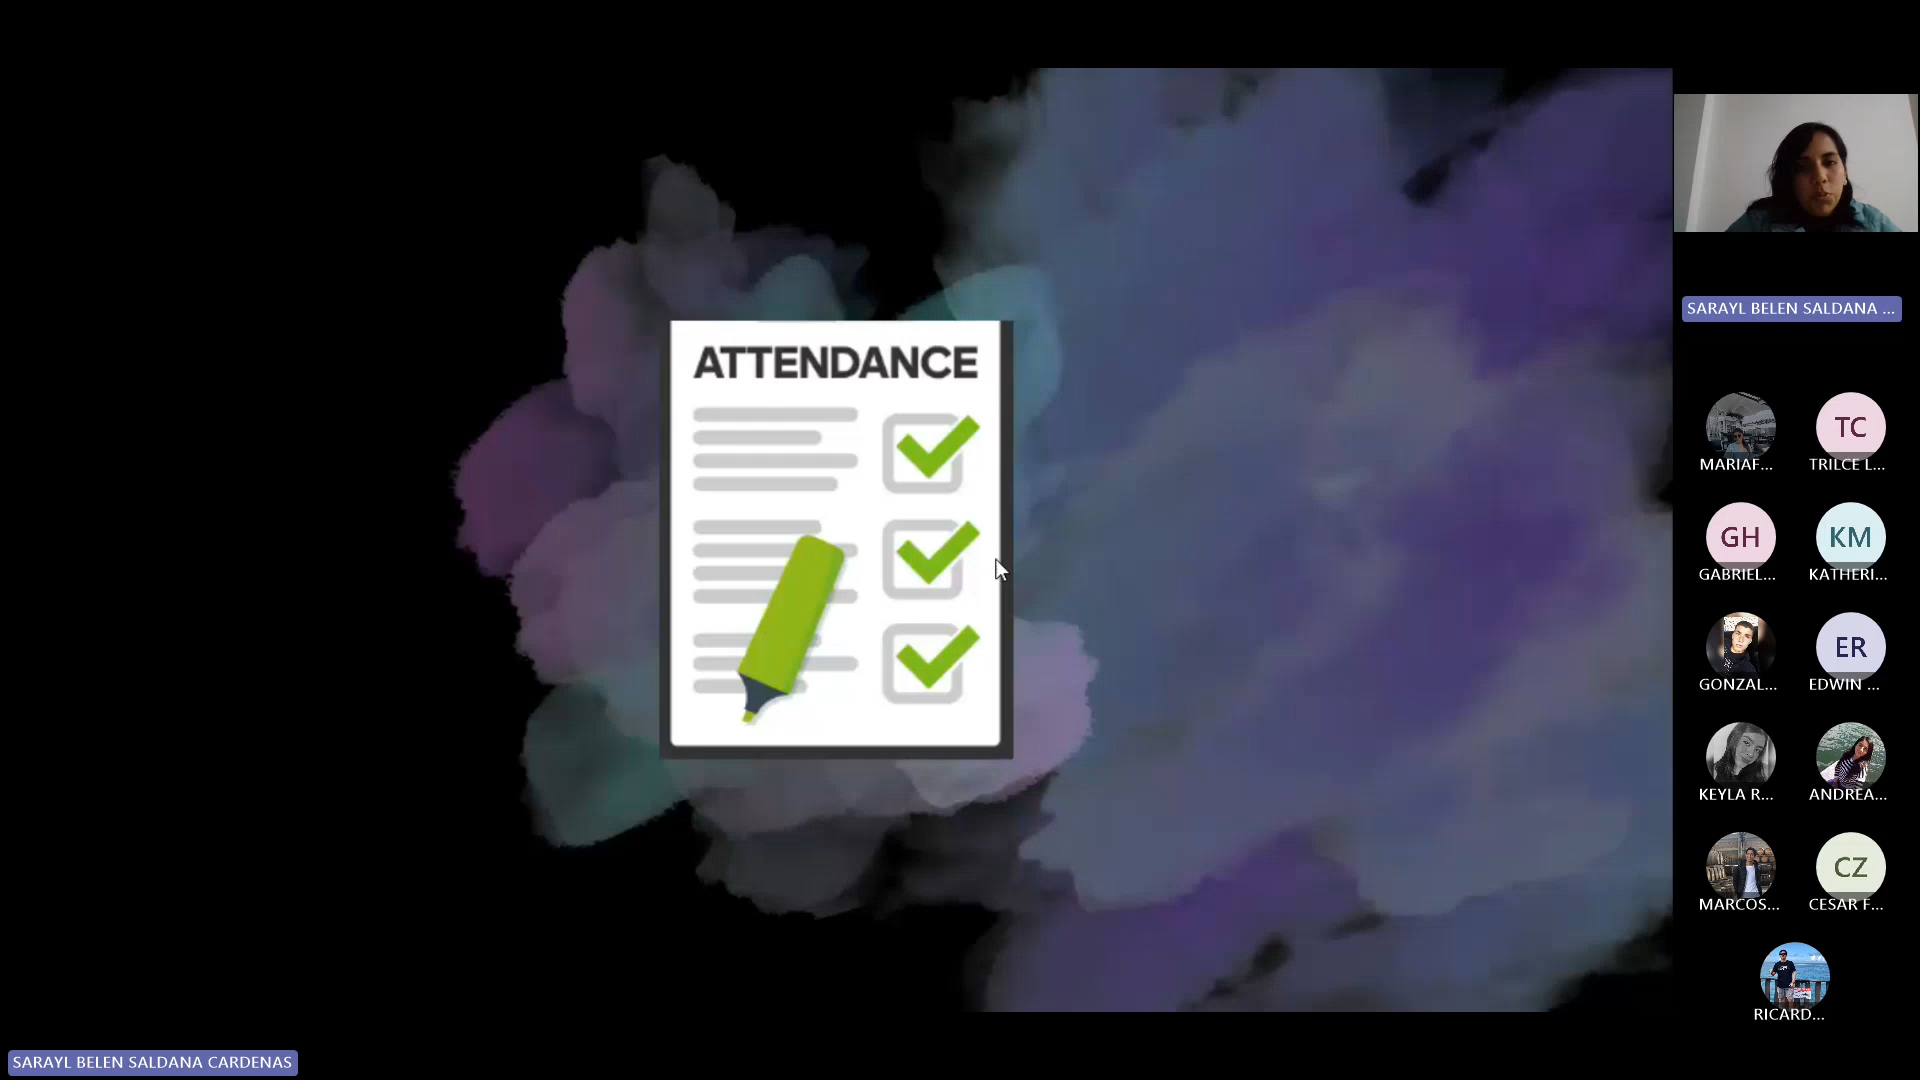 ATTENDANCE
SARAYL BELEN SALDANA ...
MARIAF...
TC
TRILCE L...
GH
GABRIEL...
KM
KATHERI...
GONZAL...
ER
EDWIN ...
KEYLA R...
ANDREA...
MARCOS...
CZ
CESAR F...
RICARD...
SARAYL BELEN SALDANA CARDENAS